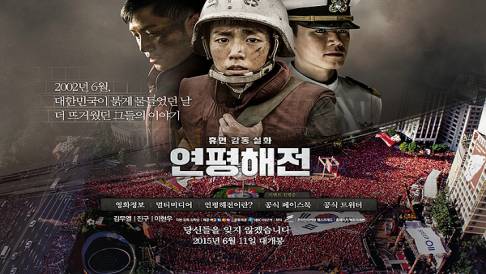 2002년 6월,
대한민국이 붉게 물들었던 날
더 뜨거웠던 그들의 이야기
휴먼 감동 실화
연평해전
영화정보 멀티미디어 연평해전이란? 공식 페이스북 공식 트위터
김무열 | 진구 | 이현우
당신들을 잊지 않겠습니다
2015년 6월 11일 대개봉